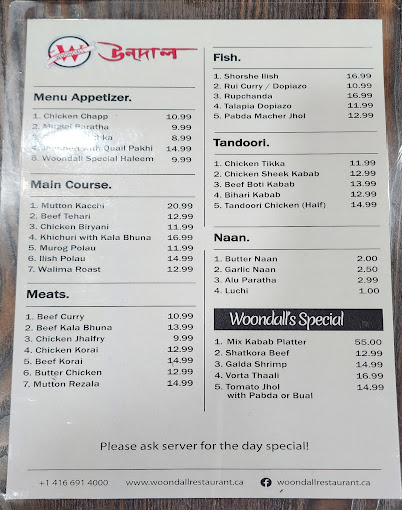 W
উনদাল
Menu Appetizer.
1. Chicken Chapp 10.99
2. Mughlai Paratha 9.99
8.99
4. with Quail Pakhi 14.99
8. Woondall Special Haleem 9.99
Main Course.
1. Mutton Kacchi 20.99
2. Beef Tehari 12.99
3. Chicken Biryani 11.99
4. Khichuri with Kala Bhuna 16.99
5. Murog Polau 11.99
6. Ilish Polau 14.99
7. Walima Roast 12.99
Meats.
1. Beef Curry 10.99
2. Beef Kala Bhuna 13.99
3. Chicken Jhalfry 9.99
4. Chicken Korai 12.99
5. Beef Korai 14.99
6. Butter Chicken 12.99
7. Mutton Rezala 14.99
Fish.
1. Shorshe Ilish 16.99
2. Rui Curry / Dopiazo 10.99
3. Rupchanda 16.99
4. Talapia Dopiazo 11.99
5. Pabda Macher Jhol 12.99
Tandoori.
1. Chicken Tikka 11.99
2. Chicken Sheek Kabab 12.99
3. Beef Boti Kabab 13.99
4. Bihari Kabab 12.99
5. Tandoori Chicken (Half) 14.99
Naan.
1. Butter Naan 2.00
2. Garlic Naan 2.50
3. Alu Paratha 2.99
4. Luchi 1.00
Woondall's Special
1. Mix Kabab Platter 55.00
2. Shatkora Beef 12.99
3. Galda Shrimp 14.99
4. Vorta Thaali 16.99
5. Tomato Jhol 14.99
with Pabda or Bual
Please ask server for the day special!
+1 416 691 4000 www.woondallrestaurant.ca woondallrestaurant.ca